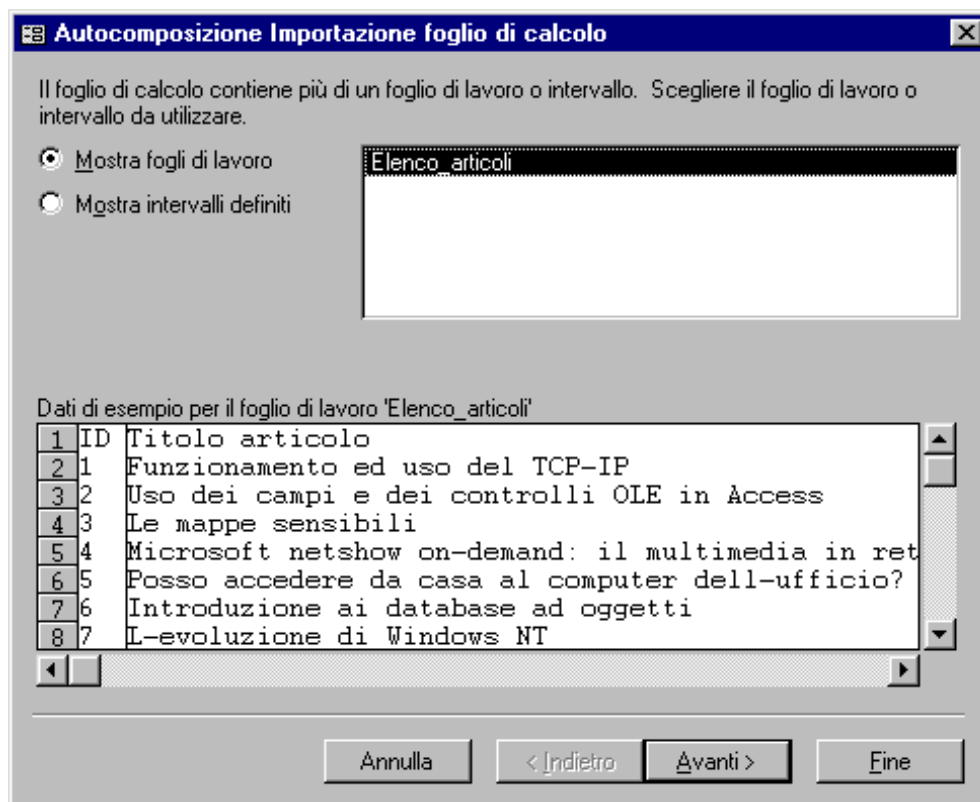 Autocomposizione Importazione foglio di calcolo
Il foglio di calcolo contiene più di un foglio di lavoro o intervallo. Scegliere il foglio di lavoro o
intervallo da utilizzare.
Mostra fogli di lavoro
Mostra intervalli definiti
Elenco_articoli
Dati di esempio per il foglio di lavoro 'Elenco_articoli'
1 ID Titolo articolo
2 1 Funzionamento ed uso del TCP-IP
3 2 Uso dei campi e dei controlli OLE in Access
4 3 Le mappe sensibili
5 4 Microsoft netshow on-demand: il multimedia in ret
6 5 Posso accedere da casa al computer dell-ufficio?
7 6 Introduzione ai database ad oggetti
8 7 L-evoluzione di Windows NT
Annulla < Indietro Avanti > Fine